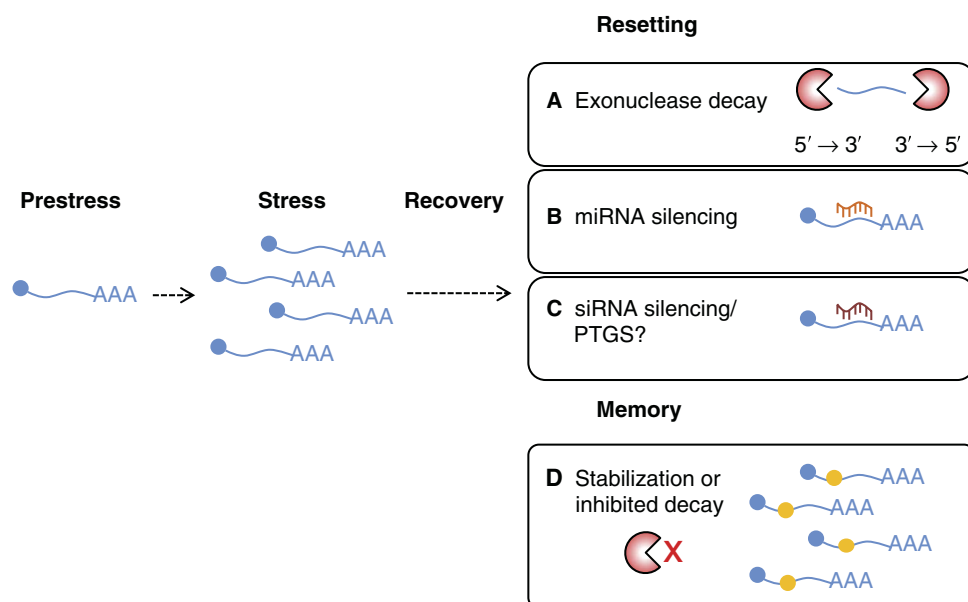 Resetting
A Exonuclease decay
5′ → 3′ 3′ → 5′
Prestress
Stress
Recovery
AAA
AAA
AAA
AAA
AAA
B miRNA silencing
AAA
C siRNA silencing/
PTGS?
AAA
Memory
D Stabilization or
inhibited decay
X
AAA
AAA
AAA
AAA